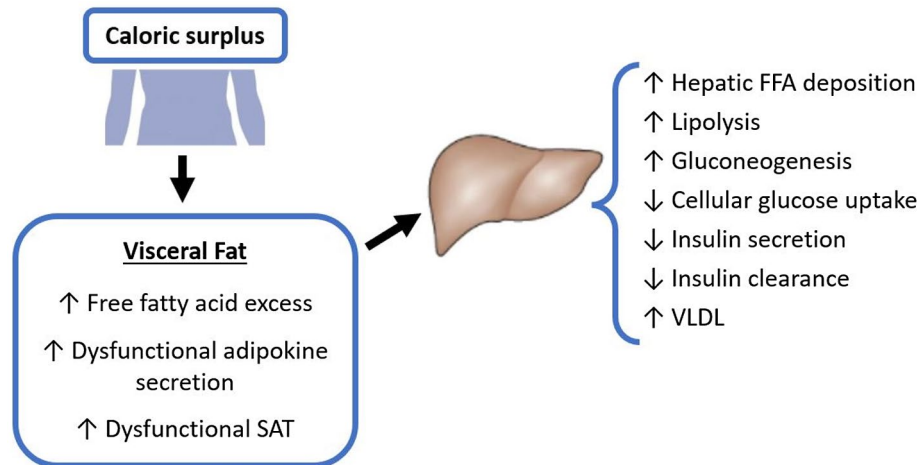 Caloric surplus
Visceral Fat
↑ Free fatty acid excess
↑ Dysfunctional adipokine
secretion
↑ Dysfunctional SAT
↑ Hepatic FFA deposition
↑ Lipolysis
↑ Gluconeogenesis
↓ Cellular glucose uptake
↓ Insulin secretion
↓ Insulin clearance
↑ VLDL